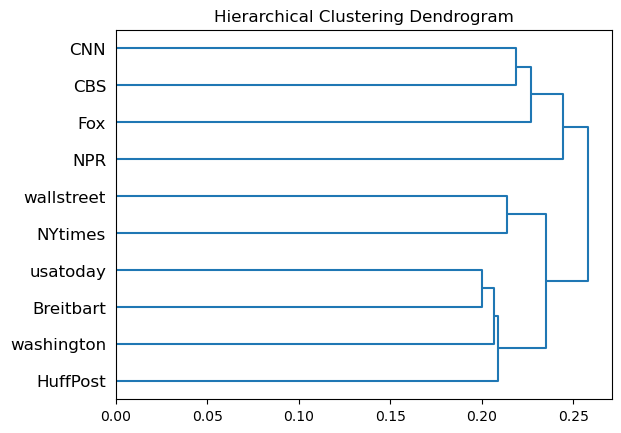 Hierarchical Clustering Dendrogram
CNN
CBS
Fox
NPR
wallstreet
NYtimes
usatoday
Breitbart
washington
HuffPost
0.00 0.05 0.10 0.15 0.20 0.25